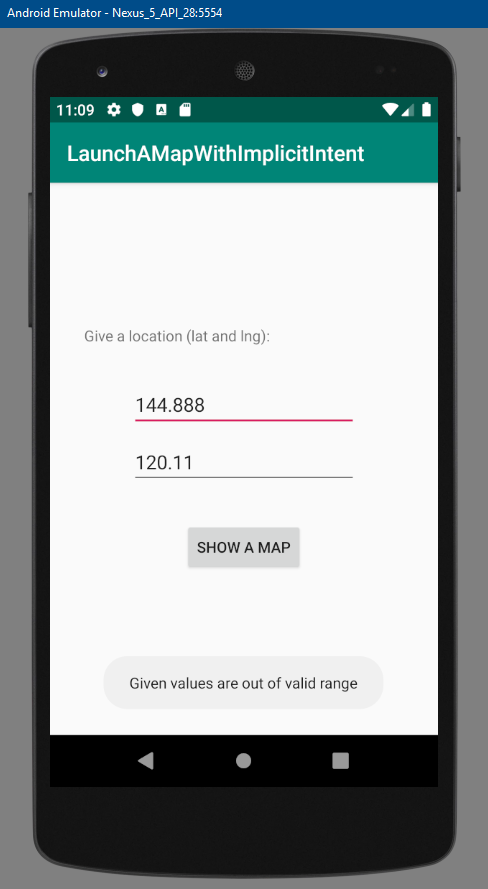 Android Emulator - Nexus_5_API_28:5554
11:09
A
LaunchAMapWithImplicitIntent
Give a location (lat and lng):
144.888
120.11
SHOW A MAP
Given values are out of valid range